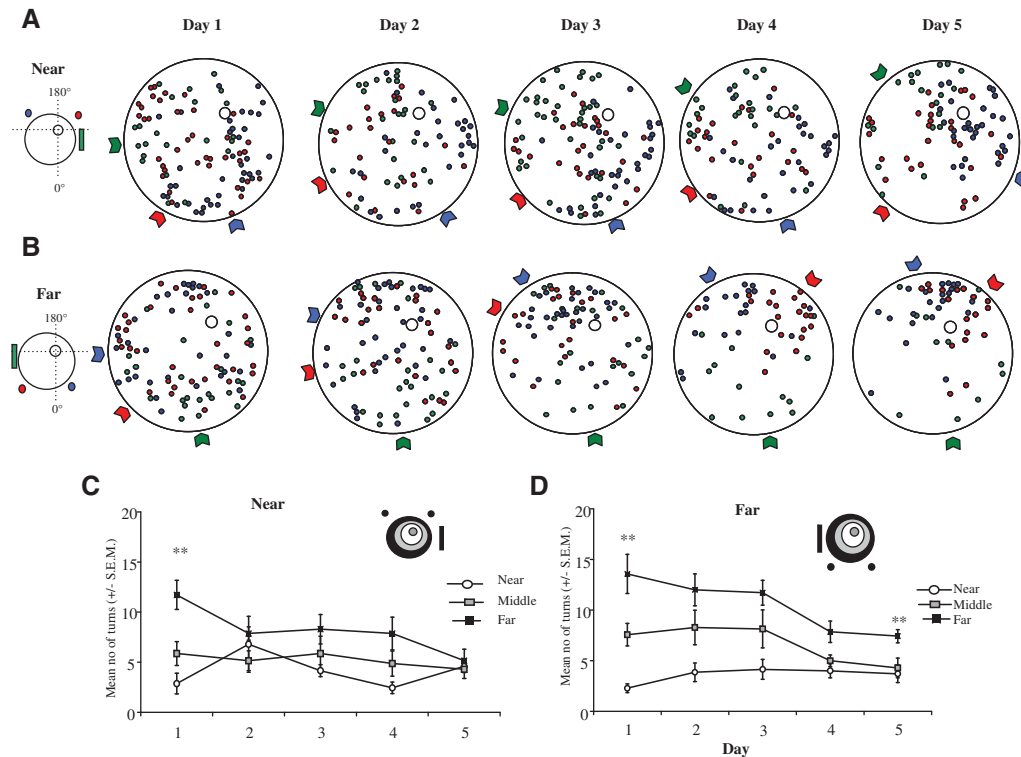 A
Day 1 Day 2 Day 3 Day 4 Day 5
Near
180°
0°
B
Far
180°
0°
C
Near
20
15
10
5
0
Mean no of turns (+/- S.E.M.)
**
Near
Middle
Far
1 2 3 4 5
D
Far
20
15
10
5
0
Mean no of turns (+/- S.E.M.)
**
**
Near
Middle
Far
1 2 3 4 5
Day